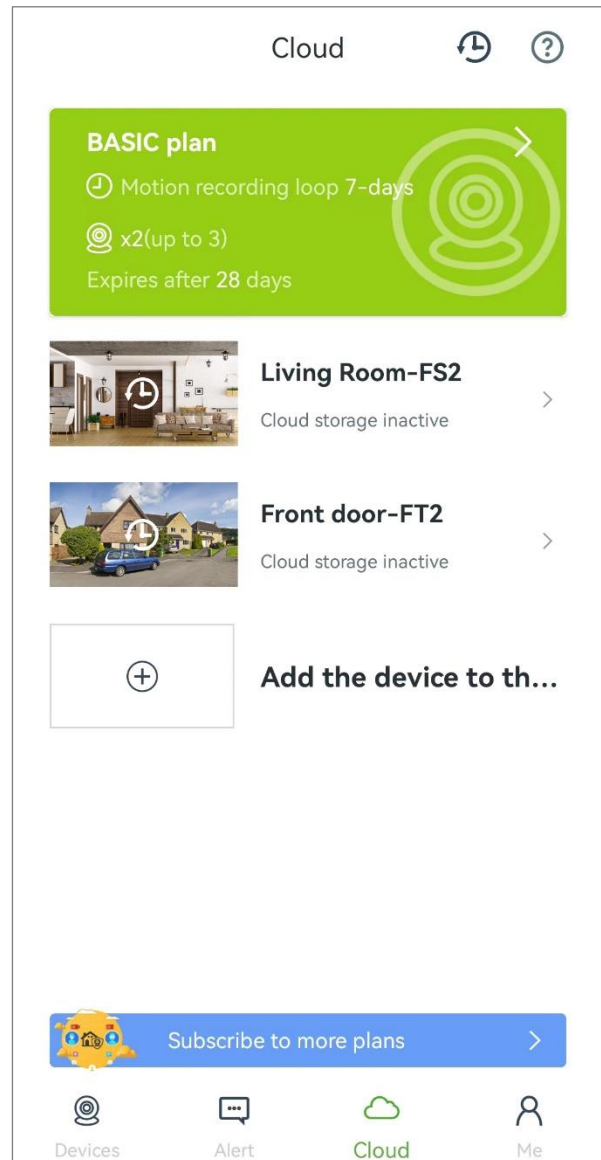 Cloud
BASIC plan
Motion recording loop 7-days
x2(up to 3)
Expires after 28 days
Living Room-FS2
Cloud storage inactive
Front door-FT2
Cloud storage inactive
Add the device to th...
Subscribe to more plans
Devices
Alert
Cloud
Me